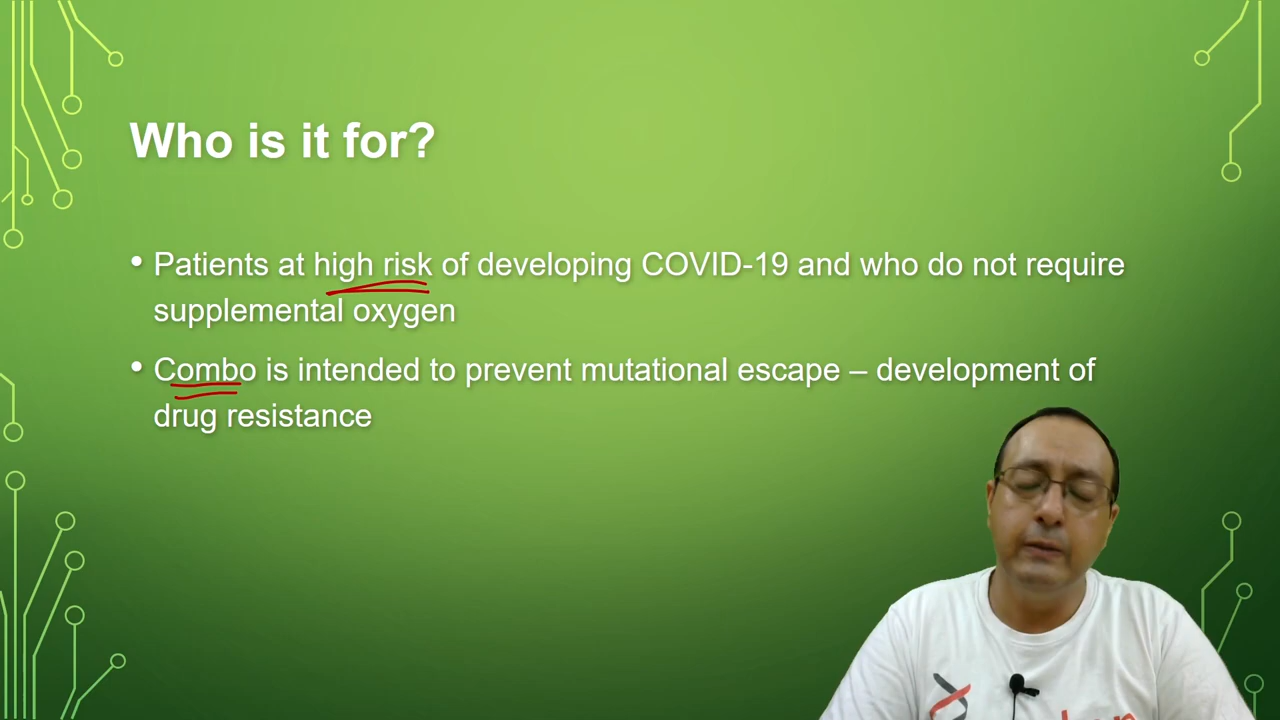 Who is it for?
• Patients at high risk of developing COVID-19 and who do not require
supplemental oxygen
• Combo is intended to prevent mutational escape – development of
drug resistance